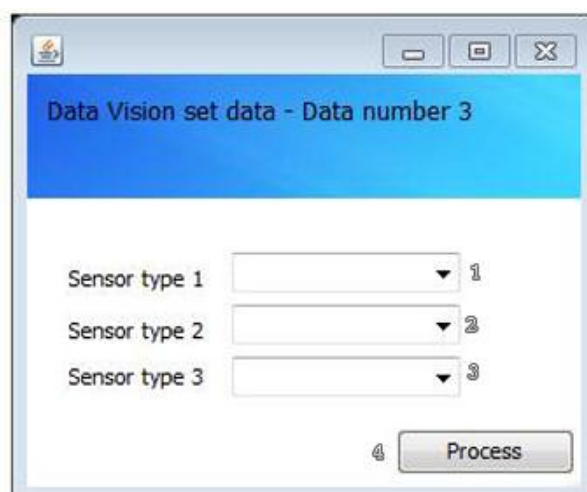 Data Vision set data - Data number 3
Sensor type 1 1
Sensor type 2 2
Sensor type 3 3
4 Process